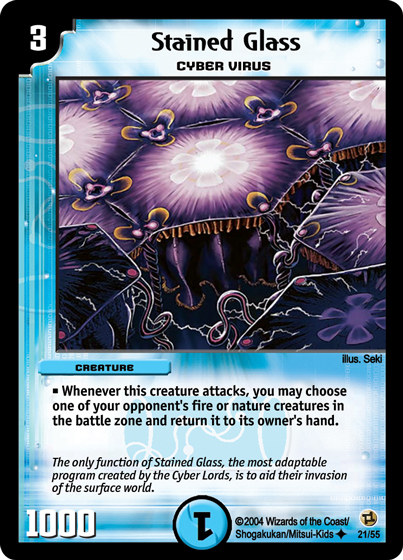 3
Stained Glass
CYBER VIRUS
illus. Seki
CREATURE
▪ Whenever this creature attacks, you may choose
one of your opponent's fire or nature creatures in
the battle zone and return it to its owner's hand.
The only function of Stained Glass, the most adaptable
program created by the Cyber Lords, is to aid their invasion
of the surface world.
1000
1
©2004 Wizards of the Coast/
Shogakukan/Mitsui-Kids ✦ 21/55